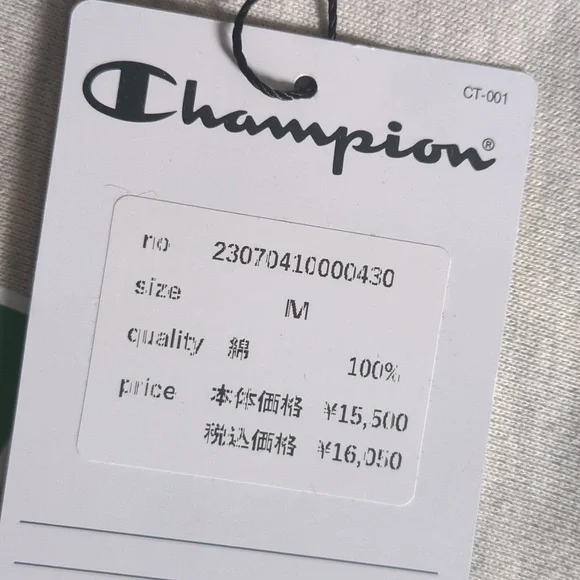 CT-001
Champion®
no 23070410000430
size M
quality 綿 100%
price 本体価格 ¥15,500
税込価格 ¥16,050